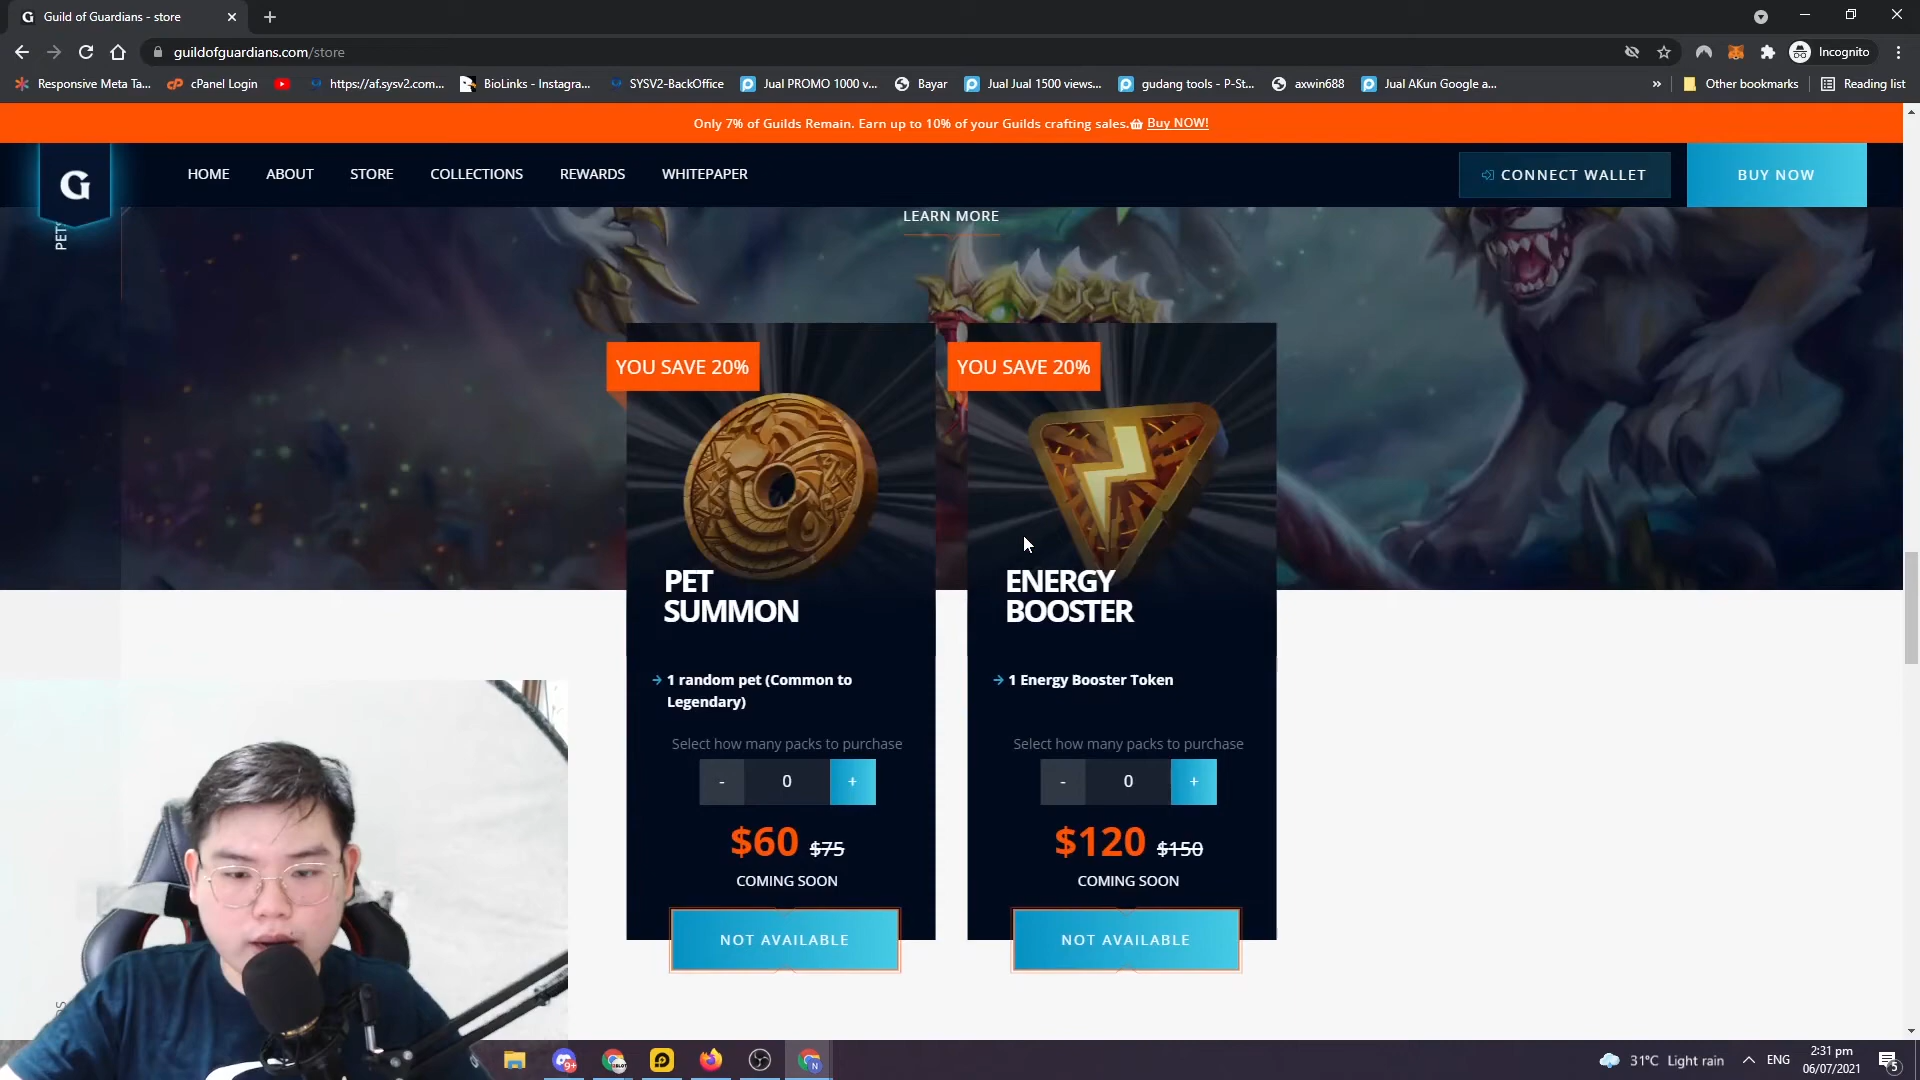 Guild of Guardians - store
guildofguardians.com/store
Incognito
Responsive Meta Ta...
cPanel Login
https://af.sysv2.com...
BioLinks - Instagra...
SYSV2-BackOffice
Jual PROMO 1000 v...
Bayar
Jual Jual 1500 views...
gudang tools - P-St...
axwin688
Jual AKun Google a...
»
Other bookmarks
Reading list
Only 7% of Guilds Remain. Earn up to 10% of your Guilds crafting sales. Buy NOW!
G
HOME
ABOUT
STORE
COLLECTIONS
REWARDS
WHITEPAPER
CONNECT WALLET
BUY NOW
LEARN MORE
YOU SAVE 20%
PET
SUMMON
1 random pet (Common to
Legendary)
Select how many packs to purchase
- 0 +
$60 $75
COMING SOON
NOT AVAILABLE
YOU SAVE 20%
ENERGY
BOOSTER
1 Energy Booster Token
Select how many packs to purchase
- 0 +
$120 $150
COMING SOON
NOT AVAILABLE
31°C Light rain
ENG
2:31 pm
06/07/2021
5